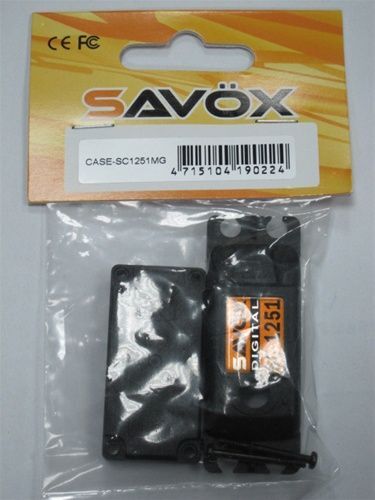 CE FC
SAVÖX
CASE-SC1251MG
4 715104 190224
SAVÖX
DIGITAL
1251